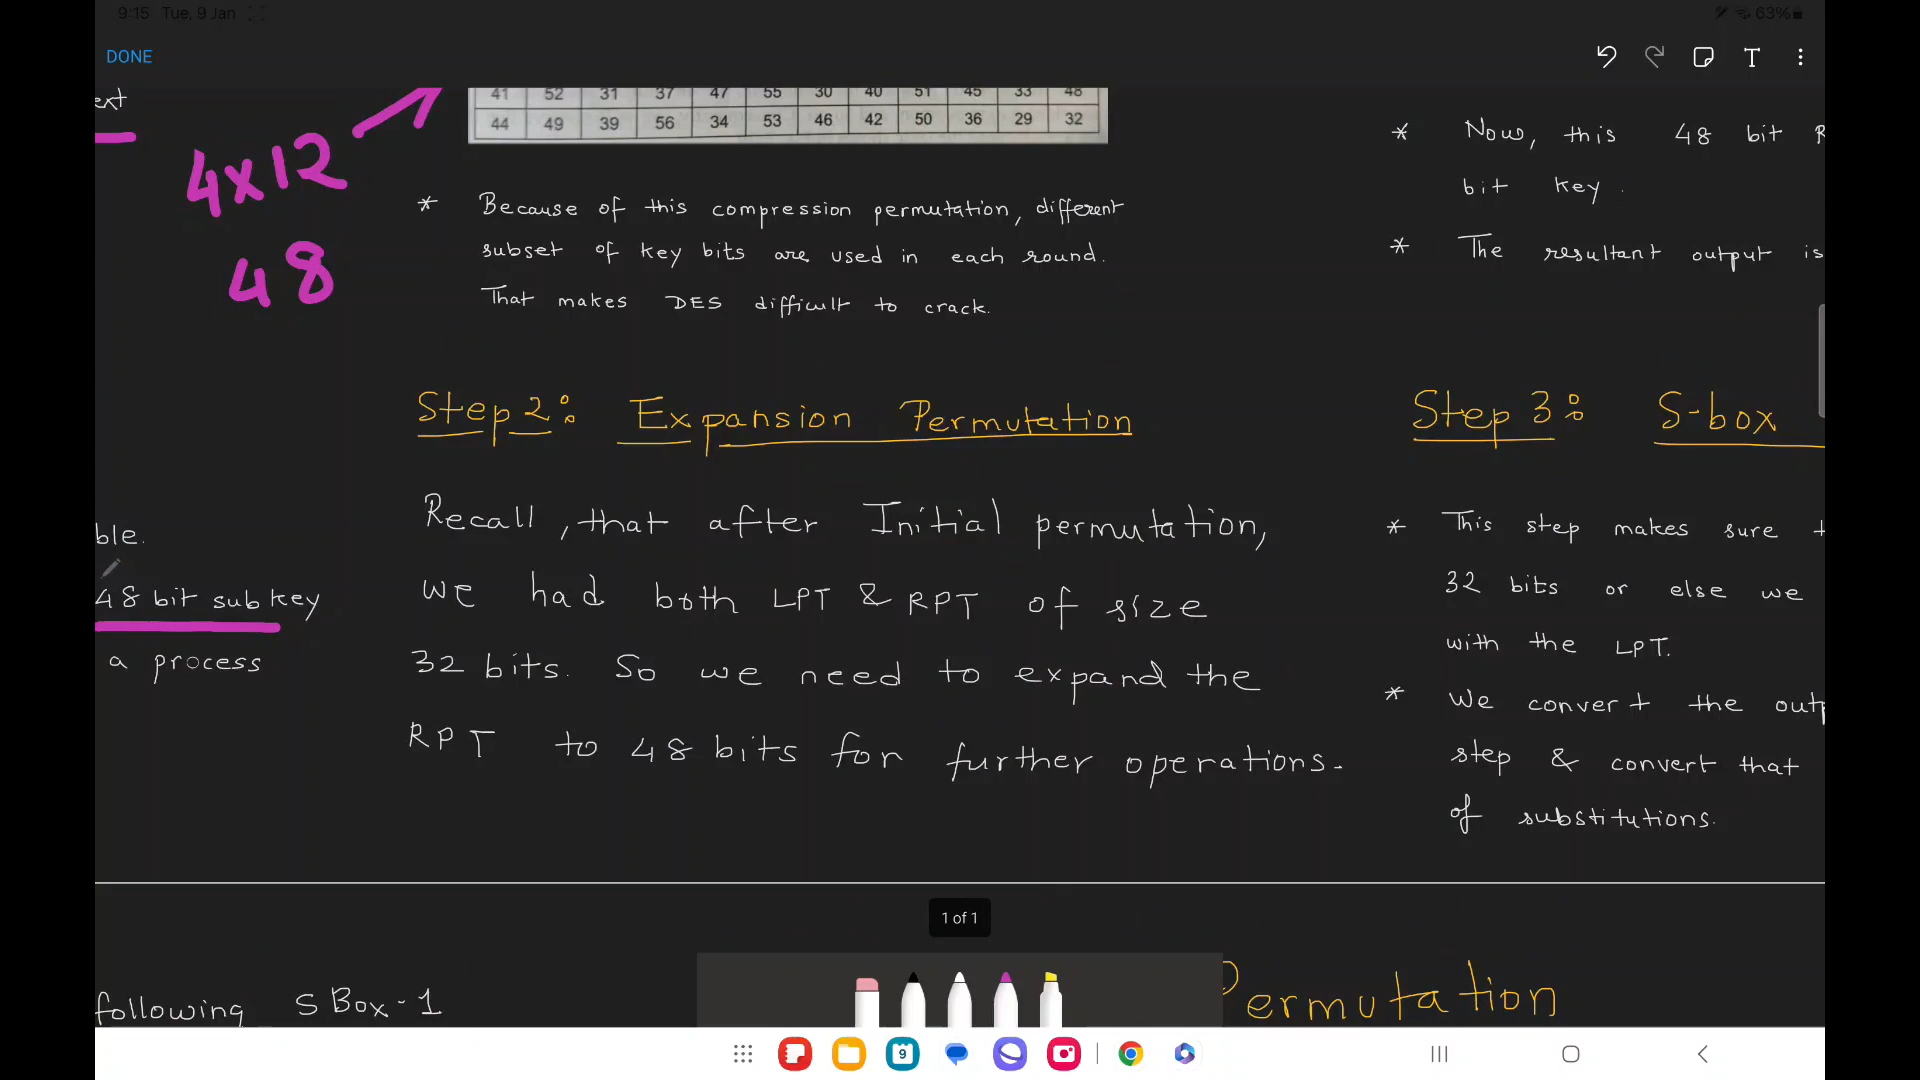 9:15 Tue, 9 Jan
63%
DONE
ext
41 52 31 37 47 55 30 40 51 45 33 48
44 49 39 56 34 53 46 42 50 36 29 32
4x12
48
* Because of this compression permutation, different
subset of key bits are used in each round.
That makes DES difficult to crack.
* Now, this 48 bit R
bit key.
* The resultant output is
ble.
48 bit subkey
a process
Step 2: Expansion Permutation
Recall, that after Initial permutation,
we had both LPT & RPT of size
32 bits. So we need to expand the
RPT to 48 bits for further operations.
Step 3: S-box
* This step makes sure t
32 bits or else we
with the LPT.
* We convert the outp
step & convert that
of substitutions.
1 of 1
following S Box-1
Permutation
9